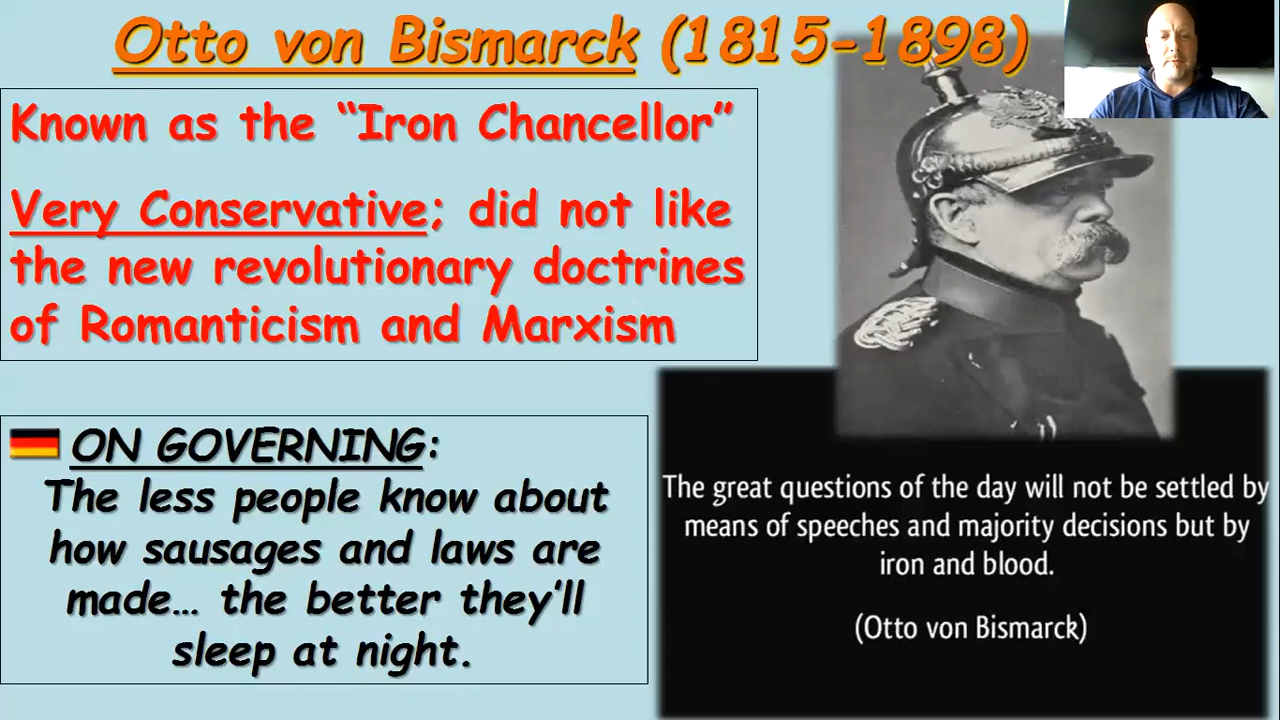 Otto von Bismarck (1815-1898)
Known as the “Iron Chancellor”
Very Conservative; did not like
the new revolutionary doctrines
of Romanticism and Marxism
ON GOVERNING:
The less people know about
how sausages and laws are
made… the better they’ll
sleep at night.
The great questions of the day will not be settled by
means of speeches and majority decisions but by
iron and blood.
(Otto von Bismarck)